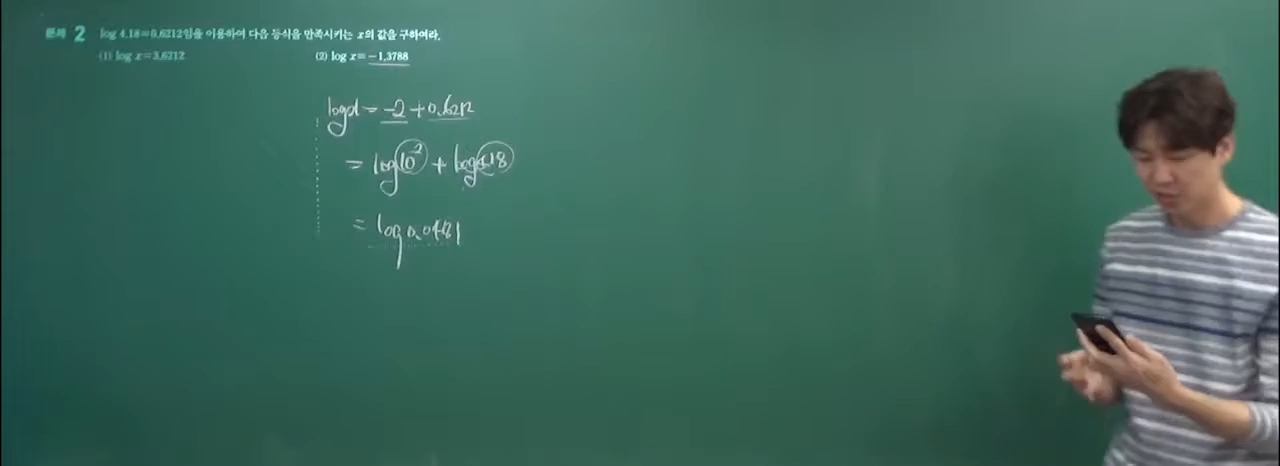 문제 2 log 4.18=0.6212임을 이용하여 다음 등식을 만족시키는 x의 값을 구하여라.
(1) log x=3.6212 (2) log x=-1.3788
log x = -2 + 0.6212
= log 10⁻² + log 4.18
= log 0.0481